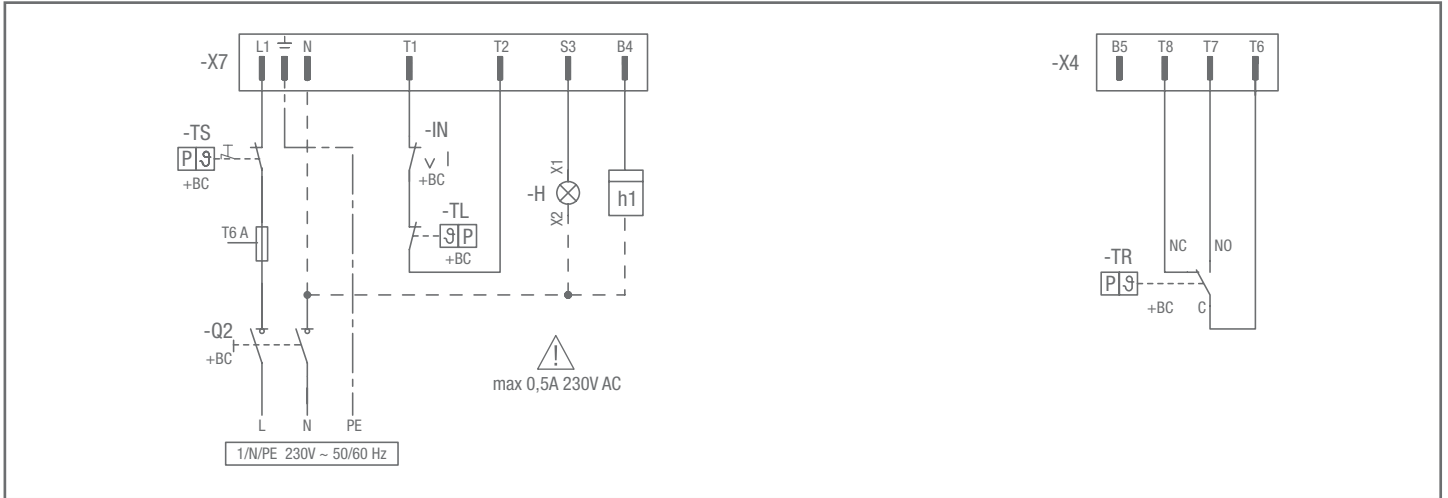 L1 N T1 T2 S3 B4
-X7
-TS
P ϑ
+BC
T6 A
-Q2
+BC
L N PE
1/N/PE 230V ~ 50/60 Hz
-IN
+BC
-TL
ϑ P
+BC
X1
-H
X2
h1
max 0,5A 230V AC
B5 T8 T7 T6
-X4
NC NO
-TR
P ϑ
+BC C